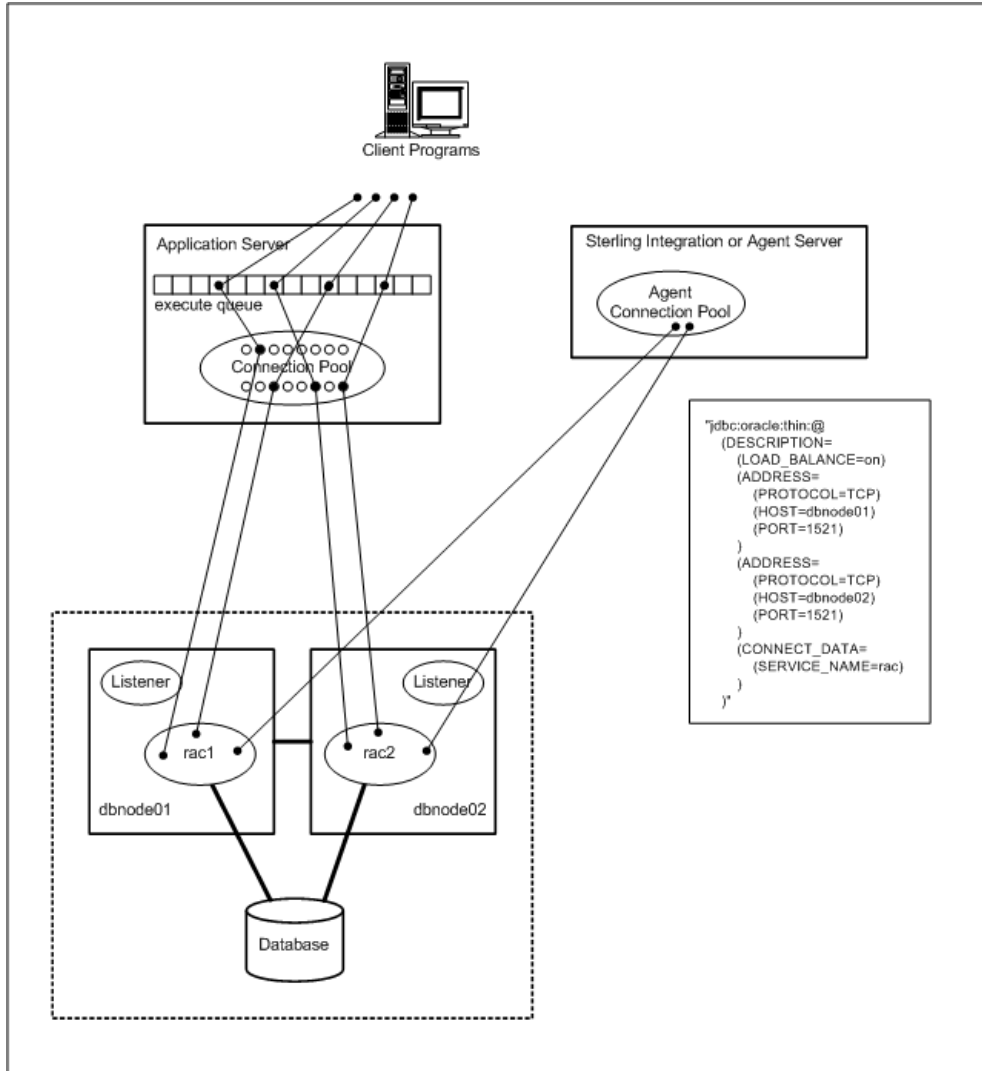 Client Programs
Application Server
execute queue
Connection Pool
Sterling Integration or Agent Server
Agent
Connection Pool
"jdbc:oracle:thin:@
(DESCRIPTION=
(LOAD_BALANCE=on)
(ADDRESS=
(PROTOCOL=TCP)
(HOST=dbnode01)
(PORT=1521)
)
(ADDRESS=
(PROTOCOL=TCP)
(HOST=dbnode02)
(PORT=1521)
)
(CONNECT_DATA=
(SERVICE_NAME=rac)
)
)"
Listener
Listener
rac1
rac2
dbnode01
dbnode02
Database